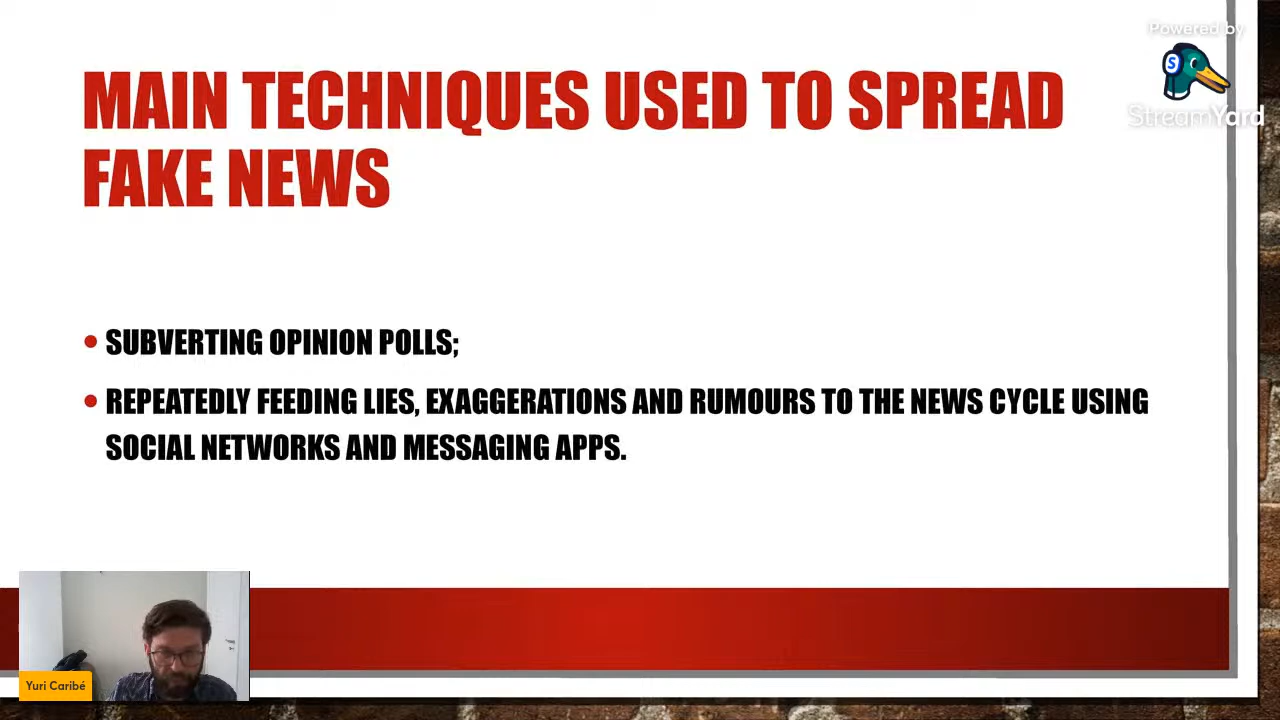 MAIN TECHNIQUES USED TO SPREAD
FAKE NEWS
• SUBVERTING OPINION POLLS;
• REPEATEDLY FEEDING LIES, EXAGGERATIONS AND RUMOURS TO THE NEWS CYCLE USING
SOCIAL NETWORKS AND MESSAGING APPS.
Powered by
S
StreamYard
Yuri Caribé